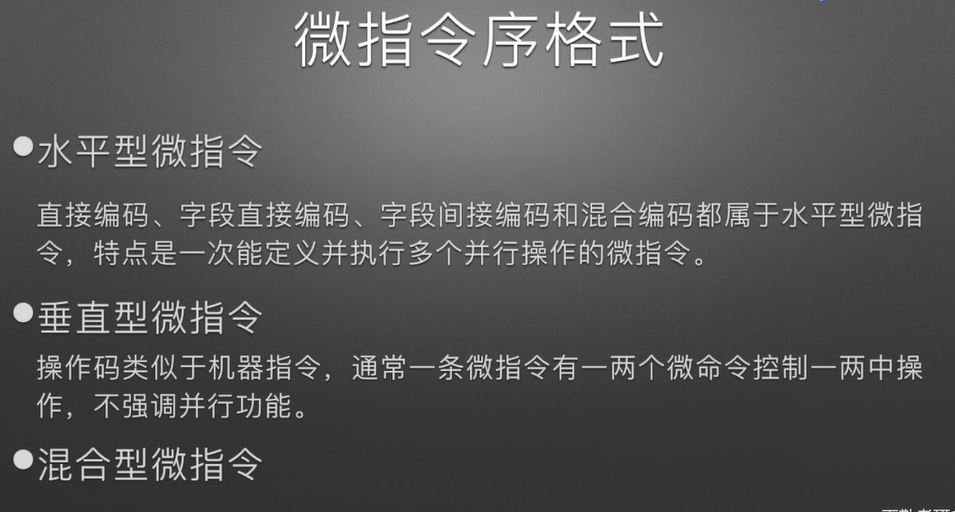 微指令序格式
水平型微指令
直接编码、字段直接编码、字段间接编码和混合编码都属于水平型微指
令，特点是一次能定义并执行多个并行操作的微指令。
垂直型微指令
操作码类似于机器指令，通常一条微指令有一两个微命令控制一两中操
作，不强调并行功能。
混合型微指令